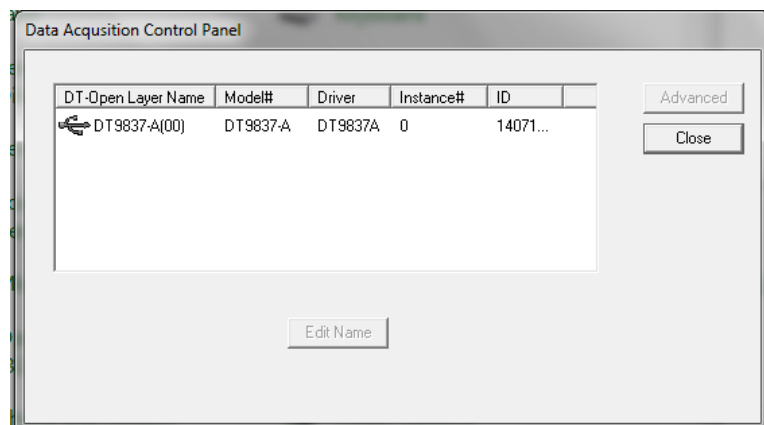 Data Acqusition Control Panel
DT-Open Layer Name Model# Driver Instance# ID
DT9837-A(00) DT9837-A DT9837A 0 14071...
Advanced
Close
Edit Name